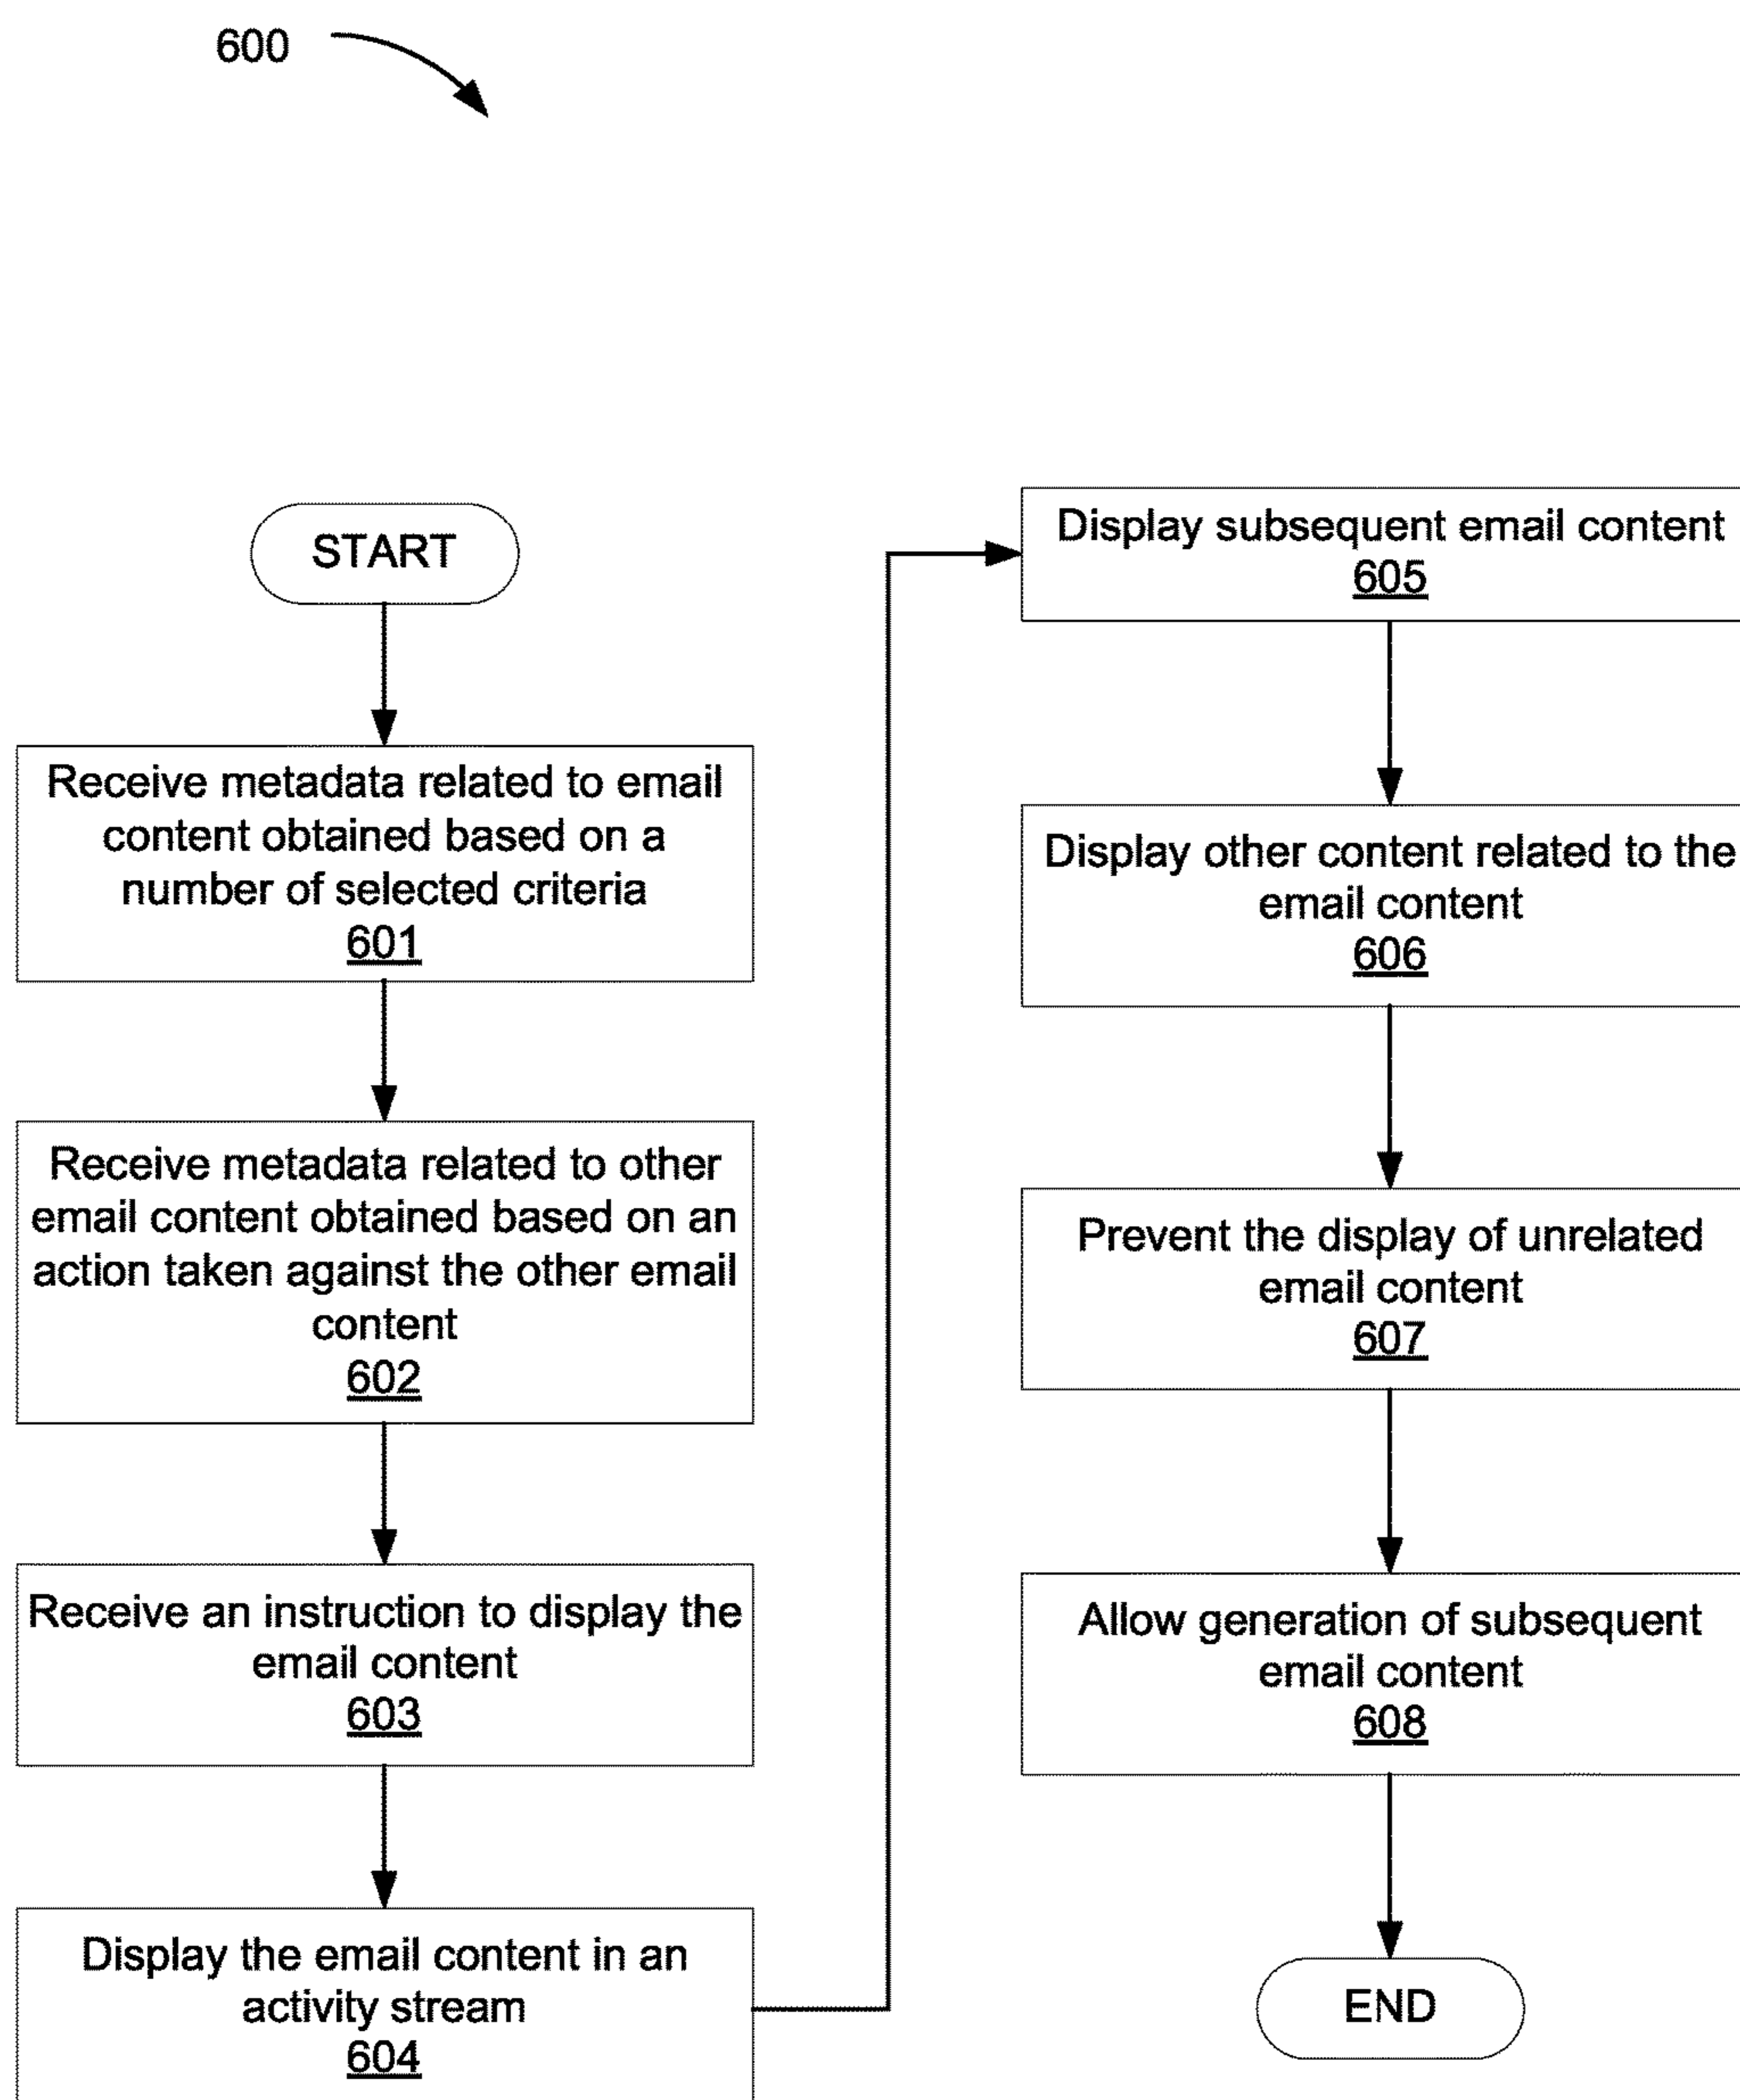 600
START
Receive metadata related to email
content obtained based on a
number of selected criteria
601
Receive metadata related to other
email content obtained based on an
action taken against the other email
content
602
Receive an instruction to display the
email content
603
Display the email content in an
activity stream
604
Display subsequent email content
605
Display other content related to the
email content
606
Prevent the display of unrelated
email content
607
Allow generation of subsequent
email content
608
END